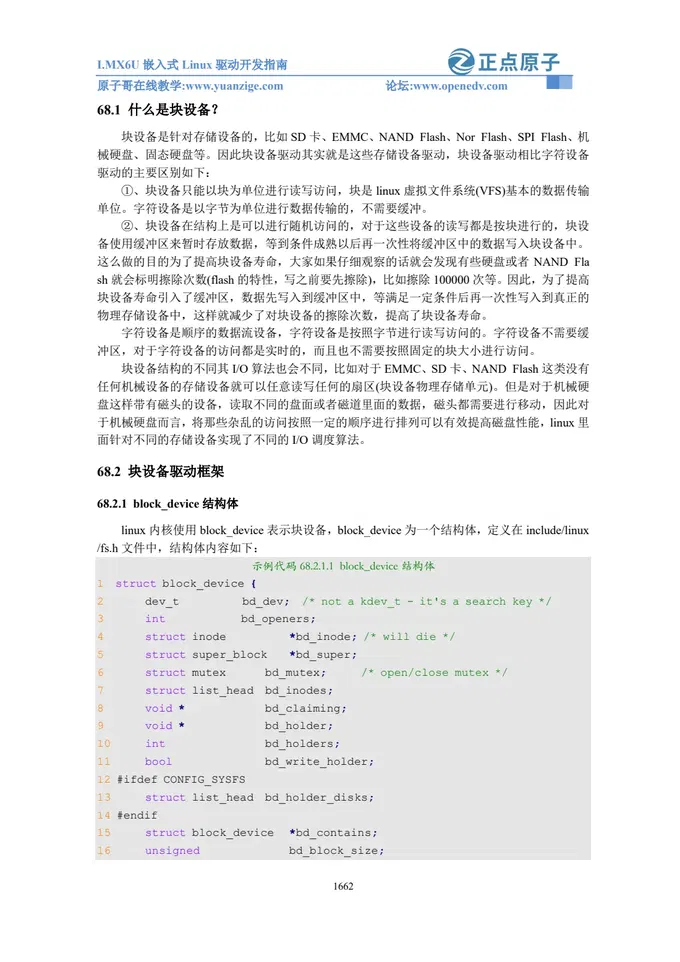 I.MX6U 嵌入式 Linux 驱动开发指南
正点原子
原子哥在线教学:www.yuanzige.com 论坛:www.openedv.com
68.1 什么是块设备？
块设备是针对存储设备的，比如 SD 卡、EMMC、NAND Flash、Nor Flash、SPI Flash、机
械硬盘、固态硬盘等。因此块设备驱动其实就是这些存储设备驱动，块设备驱动相比字符设备
驱动的主要区别如下：
①、块设备只能以块为单位进行读写访问，块是 linux 虚拟文件系统(VFS)基本的数据传输
单位。字符设备是以字节为单位进行数据传输的，不需要缓冲。
②、块设备在结构上是可以进行随机访问的，对于这些设备的读写都是按块进行的，块设
备使用缓冲区来暂时存放数据，等到条件成熟以后再一次性将缓冲区中的数据写入块设备中。
这么做的目的为了提高块设备寿命，大家如果仔细观察的话就会发现有些硬盘或者 NAND Fla
sh 就会标明擦除次数(flash 的特性，写之前要先擦除)，比如擦除 100000 次等。因此，为了提高
块设备寿命引入了缓冲区，数据先写入到缓冲区中，等满足一定条件后再一次性写入到真正的
物理存储设备中，这样就减少了对块设备的擦除次数，提高了块设备寿命。
字符设备是顺序的数据流设备，字符设备是按照字节进行读写访问的。字符设备不需要缓
冲区，对于字符设备的访问都是实时的，而且也不需要按照固定的块大小进行访问。
块设备结构的不同其 I/O 算法也会不同，比如对于 EMMC、SD 卡、NAND Flash 这类没有
任何机械设备的存储设备就可以任意读写任何的扇区(块设备物理存储单元)。但是对于机械硬
盘这样带有磁头的设备，读取不同的盘面或者磁道里面的数据，磁头都需要进行移动，因此对
于机械硬盘而言，将那些杂乱的访问按照一定的顺序进行排列可以有效提高磁盘性能，linux 里
面针对不同的存储设备实现了不同的 I/O 调度算法。
68.2 块设备驱动框架
68.2.1 block_device 结构体
linux 内核使用 block_device 表示块设备，block_device 为一个结构体，定义在 include/linux
/fs.h 文件中，结构体内容如下：
示例代码 68.2.1.1 block_device 结构体
1 struct block_device {
2 dev_t bd_dev; /* not a kdev_t - it's a search key */
3 int bd_openers;
4 struct inode *bd_inode; /* will die */
5 struct super_block *bd_super;
6 struct mutex bd_mutex; /* open/close mutex */
7 struct list_head bd_inodes;
8 void * bd_claiming;
9 void * bd_holder;
10 int bd_holders;
11 bool bd_write_holder;
12 #ifdef CONFIG_SYSFS
13 struct list_head bd_holder_disks;
14 #endif
15 struct block_device *bd_contains;
16 unsigned bd_block_size;
1662